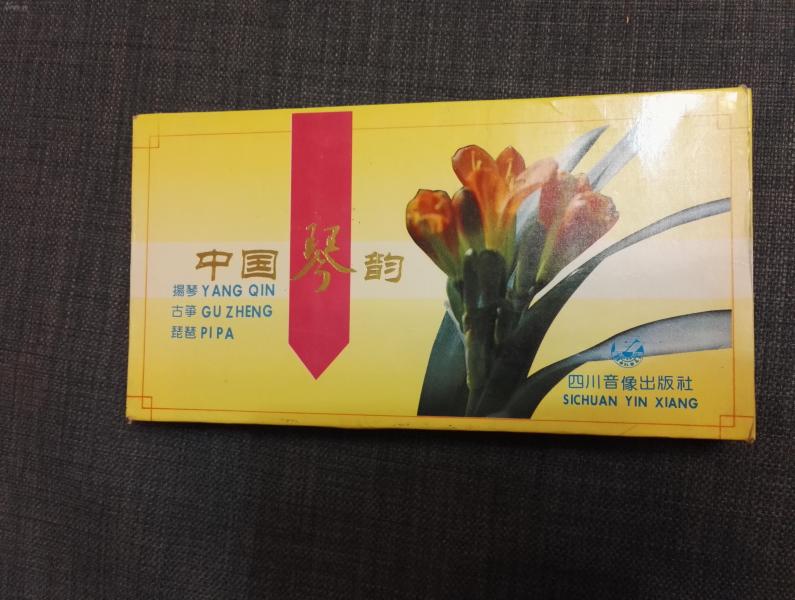 中国琴韵
揚琴 YANG QIN
古筝 GU ZHENG
琵琶 PI PA
四川音像出版社
SICHUAN YIN XIANG